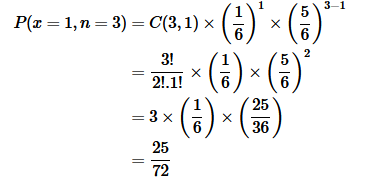 P(x = 1, n = 3) = C(3, 1) × (1/6)^1 × (5/6)^{3−1}
= 3!/2!.1! × (1/6) × (5/6)^2
= 3 × (1/6) × (25/36)
= 25/72